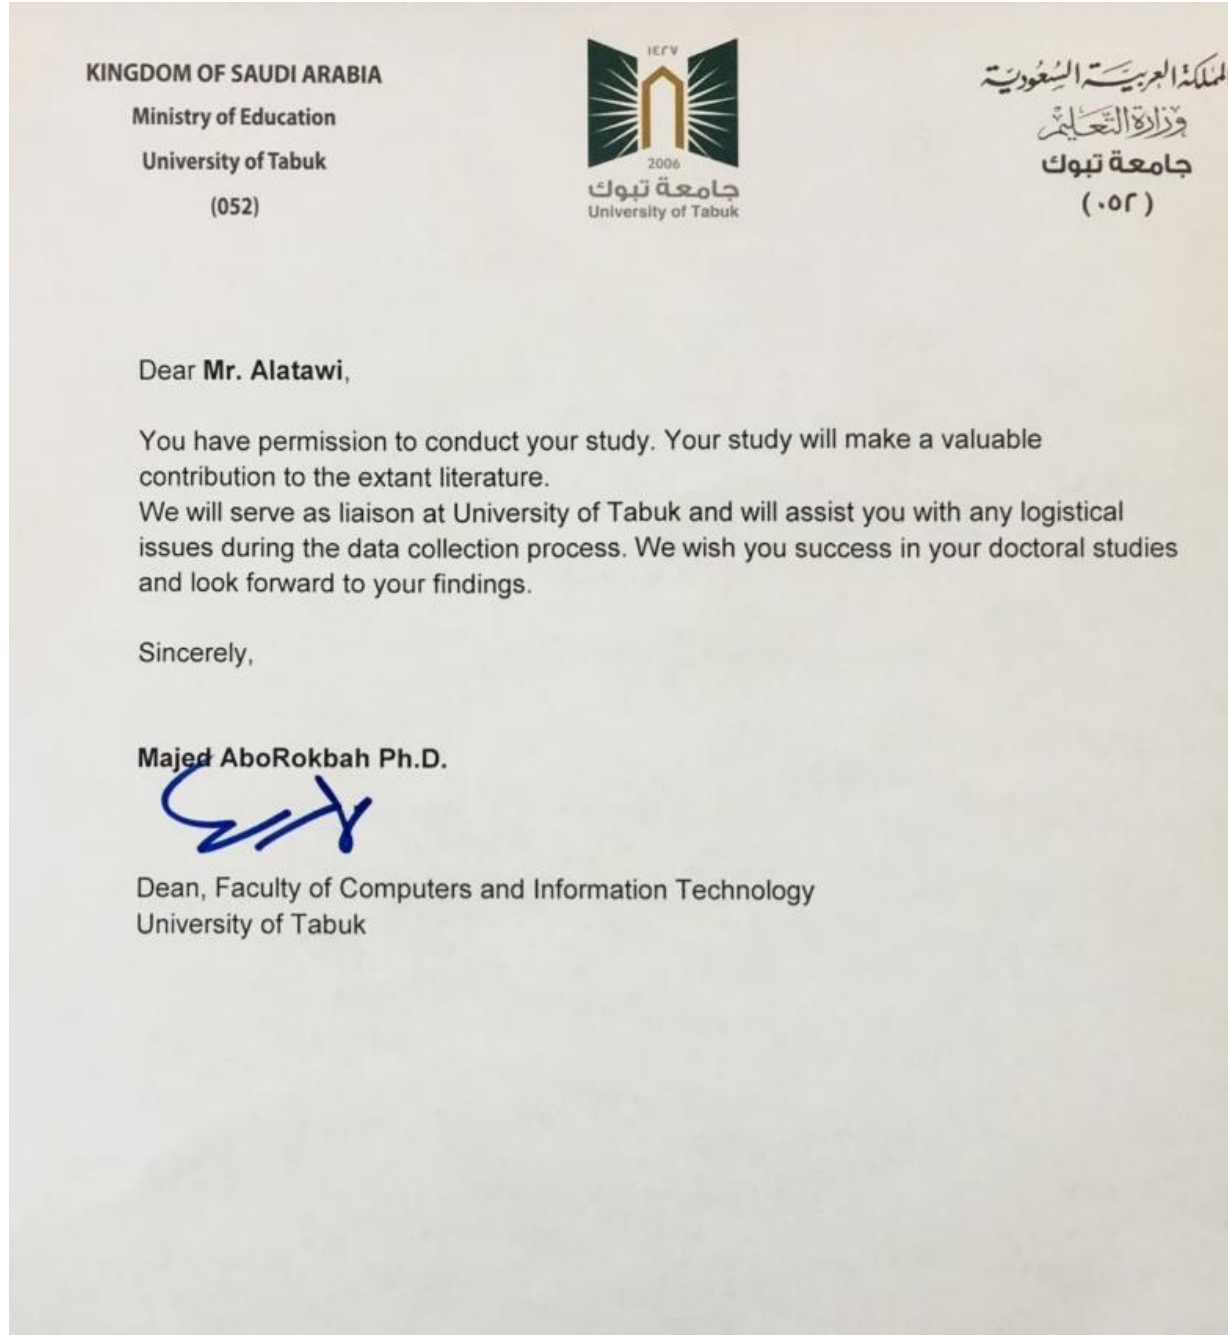 KINGDOM OF SAUDI ARABIA
Ministry of Education
University of Tabuk
(052)
١٤٢٧
2006
جامعة تبوك
University of Tabuk
المملكة العربية السعودية
وزارة التعليم
جامعة تبوك
(٠٥٢)
Dear Mr. Alatawi,
You have permission to conduct your study. Your study will make a valuable
contribution to the extant literature.
We will serve as liaison at University of Tabuk and will assist you with any logistical
issues during the data collection process. We wish you success in your doctoral studies
and look forward to your findings.
Sincerely,
Majed AboRokbah Ph.D.
Dean, Faculty of Computers and Information Technology
University of Tabuk